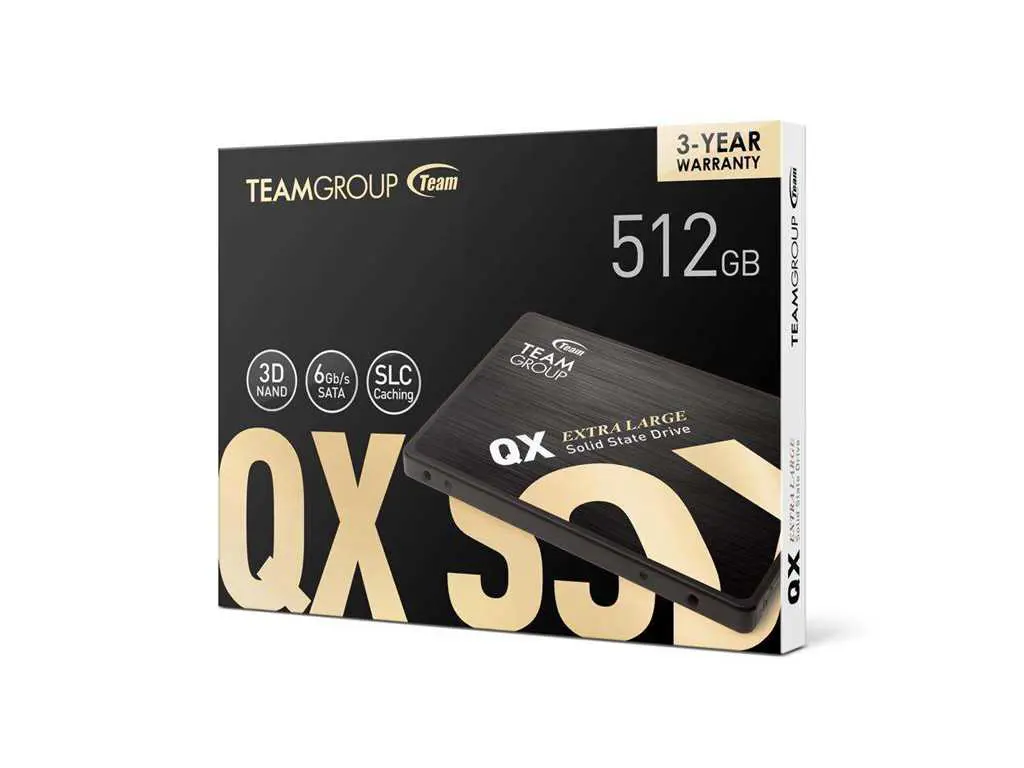 3-YEAR
WARRANTY
TEAMGROUP Team
512GB
3D
NAND
6Gb/s
SATA
SLC
Caching
Team
TEAM
GROUP
QX EXTRA LARGE
Solid State Drive
QX SSD
TEAMGROUP Team
QX EXTRA LARGE
Solid State Drive